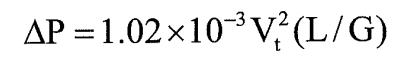 ΔP = 1.02×10⁻³ Vₜ² (L / G)